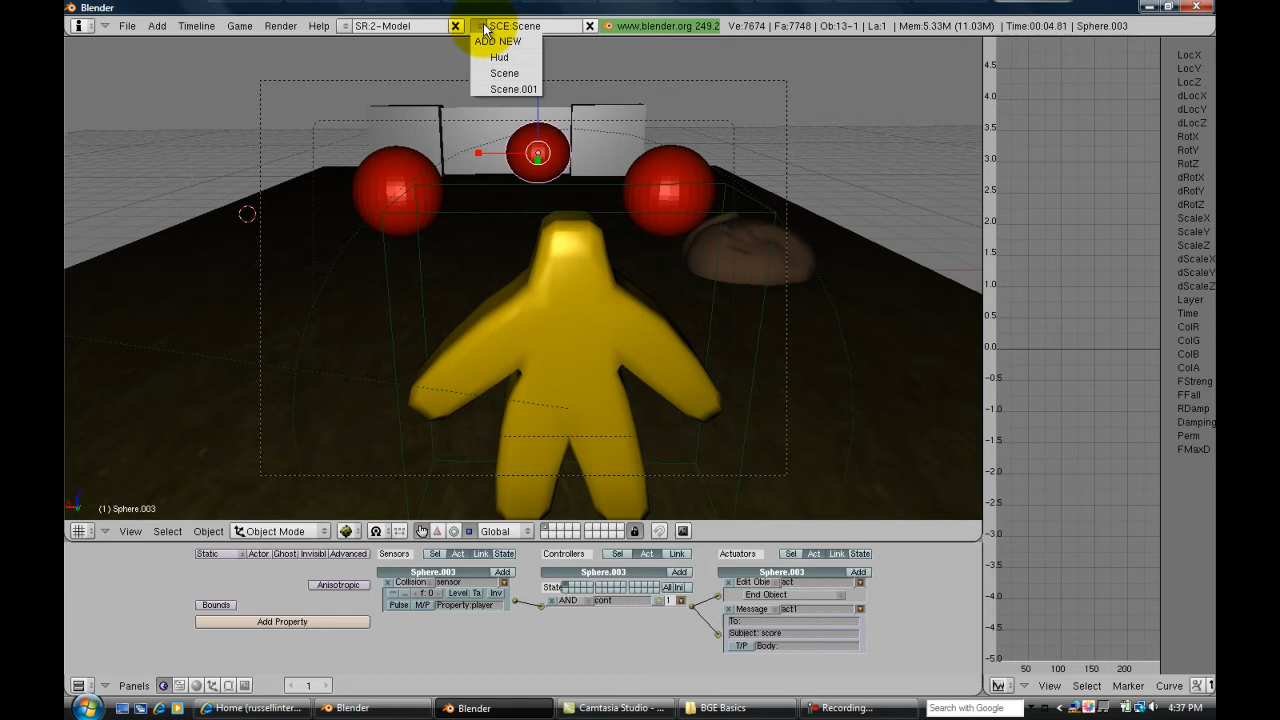 Blender
File Add Timeline Game Render Help SR:2-Model SCE:Scene www.blender.org 249.2 Ve:7674 | Fa:7748 | Ob:13-1 | La:1 | Mem:5.33M (11.03M) | Time:00:04.81 | Sphere.003
ADD NEW
Hud
Scene
Scene.001
LocX
LocY
LocZ
dLocX
dLocY
dLocZ
RotX
RotY
RotZ
dRotX
dRotY
dRotZ
ScaleX
ScaleY
ScaleZ
dScaleX
dScaleY
dScaleZ
Layer
Time
ColR
ColG
ColB
ColA
FStreng
FFall
RDamp
Damping
Perm
FMaxD
4.5
4.0
3.5
3.0
2.5
2.0
1.5
1.0
0.5
0.0
-0.5
-1.0
-1.5
-2.0
-2.5
-3.0
-3.5
-4.0
-4.5
-5.0
50 100 150 200
(1) Sphere.003
View Select Object Object Mode Global
Static Actor Ghost Invisibl Advanced
Anisotropic
Bounds
Add Property
Sensors Sel Act Link State
Sphere.003 Add
Collision sensor
f: 0 Level Ta Inv
Pulse M/P Property:player
Controllers Sel Act Link
Sphere.003 Add
State All Ini
AND cont 1
Actuators Sel Act Link State
Sphere.003 Add
Edit Obje act
End Object
Message act1
To:
Subject: score
T/P Body:
Panels 1
View Select Marker Curve
Home (russellinter... Blender Blender Camtasia Studio - ... BGE Basics Recording... Search with Google 4:37 PM